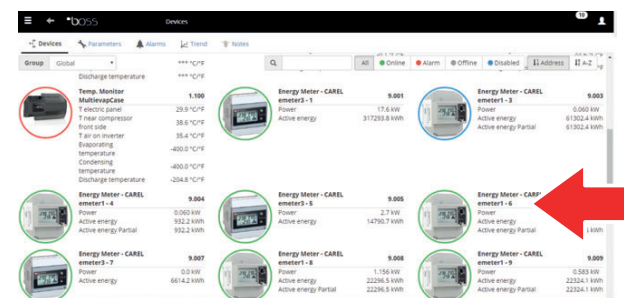 10
boss
Devices
Devices Parameters Alarms Trend Notes
Group Global
All Online Alarm Offline Disabled Address A-Z
Discharge temperature *** °C/°F
Temp. Monitor
MultievapCase 1.100
T electric panel 29.9 °C/°F
T near compressor
front side 38.6 °C/°F
T air on inverter 35.4 °C/°F
Evaporating
temperature -400.0 °C/°F
Condensing
temperature -400.0 °C/°F
Discharge temperature -204.8 °C/°F
Energy Meter - CAREL
emeter3 - 1 9.001
Power 17.6 kW
Active energy 317293.8 kWh
Energy Meter - CAREL
emeter1 - 3 9.003
Power 0.060 kW
Active energy 61302.4 kWh
Active energy Partial 61302.4 kWh
Energy Meter - CAREL
emeter1 - 4 9.004
Power 0.060 kW
Active energy 932.2 kWh
Active energy Partial 932.2 kWh
Energy Meter - CAREL
emeter3 - 5 9.005
Power 2.7 kW
Active energy 14790.7 kWh
Energy Meter - CAREL
emeter1 - 6
Power
Active energy
Active energy Partial kWh
Energy Meter - CAREL
emeter3 - 7 9.007
Power 0.0 kW
Active energy 6614.2 kWh
Energy Meter - CAREL
emeter1 - 8 9.008
Power 1.156 kW
Active energy 22296.5 kWh
Active energy Partial 22296.5 kWh
Energy Meter - CAREL
emeter1 - 9 9.009
Power 0.583 kW
Active energy 22324.1 kWh
Active energy Partial 22324.1 kWh